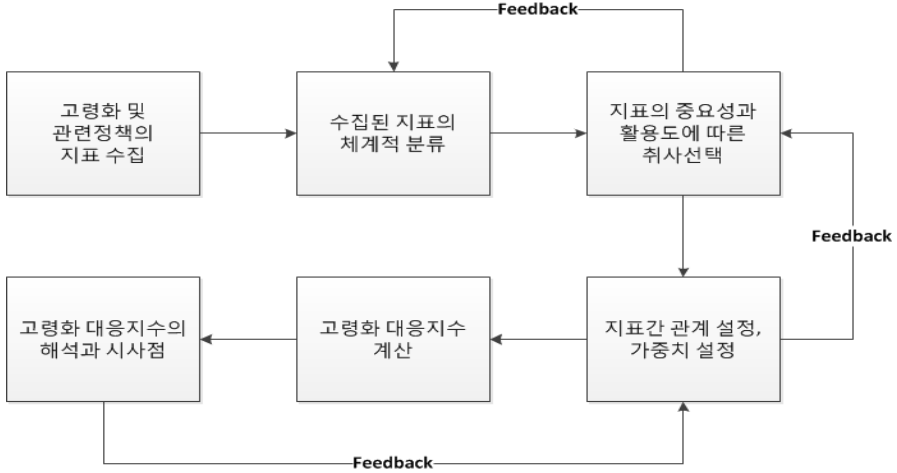 Feedback
고령화 및
관련정책의
지표 수집
수집된 지표의
체계적 분류
지표의 중요성과
활용도에 따른
취사선택
Feedback
지표간 관계 설정,
가중치 설정
고령화 대응지수
계산
고령화 대응지수의
해석과 시사점
Feedback